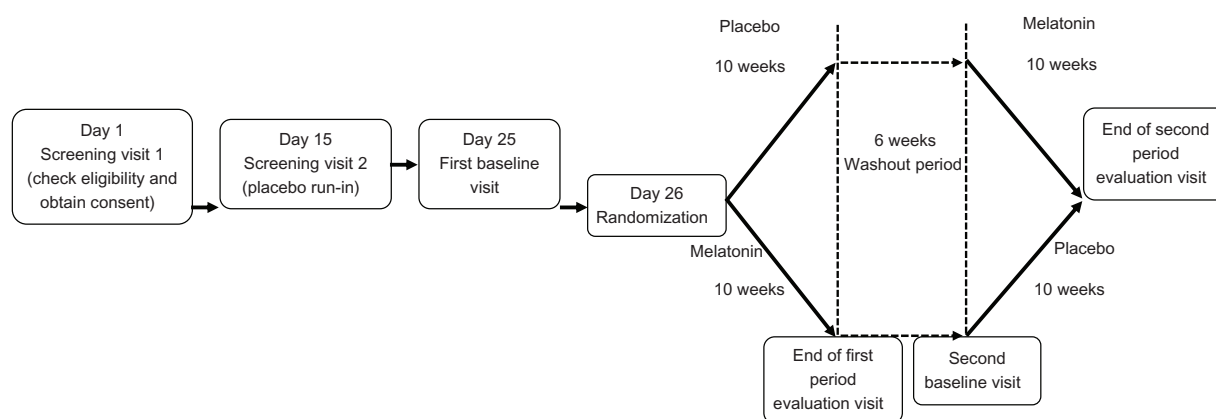 Day 1
Screening visit 1
(check eligibility and
obtain consent)
Day 15
Screening visit 2
(placebo run-in)
Day 25
First baseline
visit
Day 26
Randomization
Placebo
10 weeks
Melatonin
10 weeks
6 weeks
Washout period
End of first
period
evaluation visit
Second
baseline visit
Melatonin
10 weeks
Placebo
10 weeks
End of second
period
evaluation visit